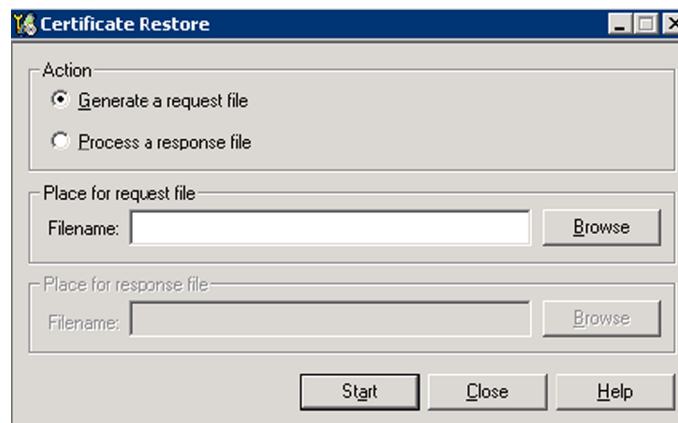 Certificate Restore
Action
Generate a request file
Process a response file
Place for request file
Filename:
Browse
Place for response file
Filename:
Browse
Start
Close
Help